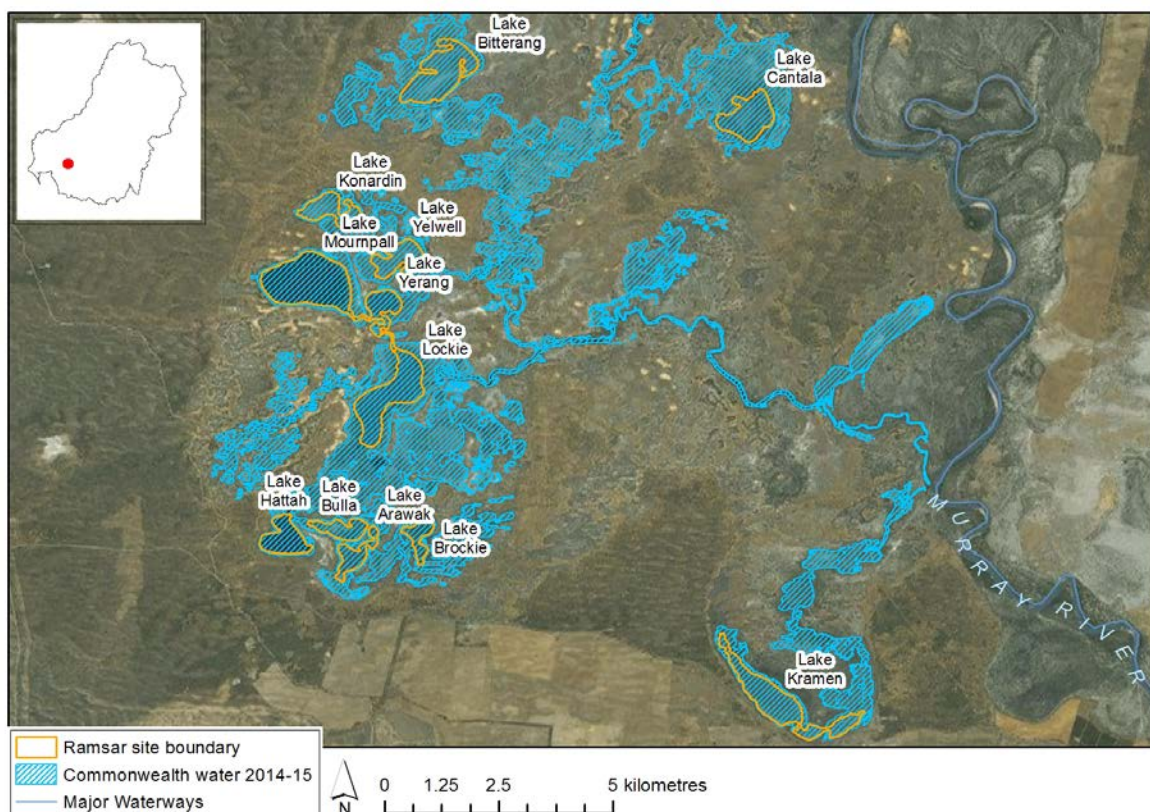 Lake
Bitterang
Lake
Cantala
Lake
Konardin
Lake
Yelwell
Lake
Mournpall
Lake
Yerang
Lake
Lockie
Lake
Hattah
Lake
Bulla
Lake
Arawak
Lake
Brockie
Lake
Kramen
MURRAY RIVER
Ramsar site boundary
Commonwealth water 2014-15
Major Waterways
N
0 1.25 2.5 5 kilometres